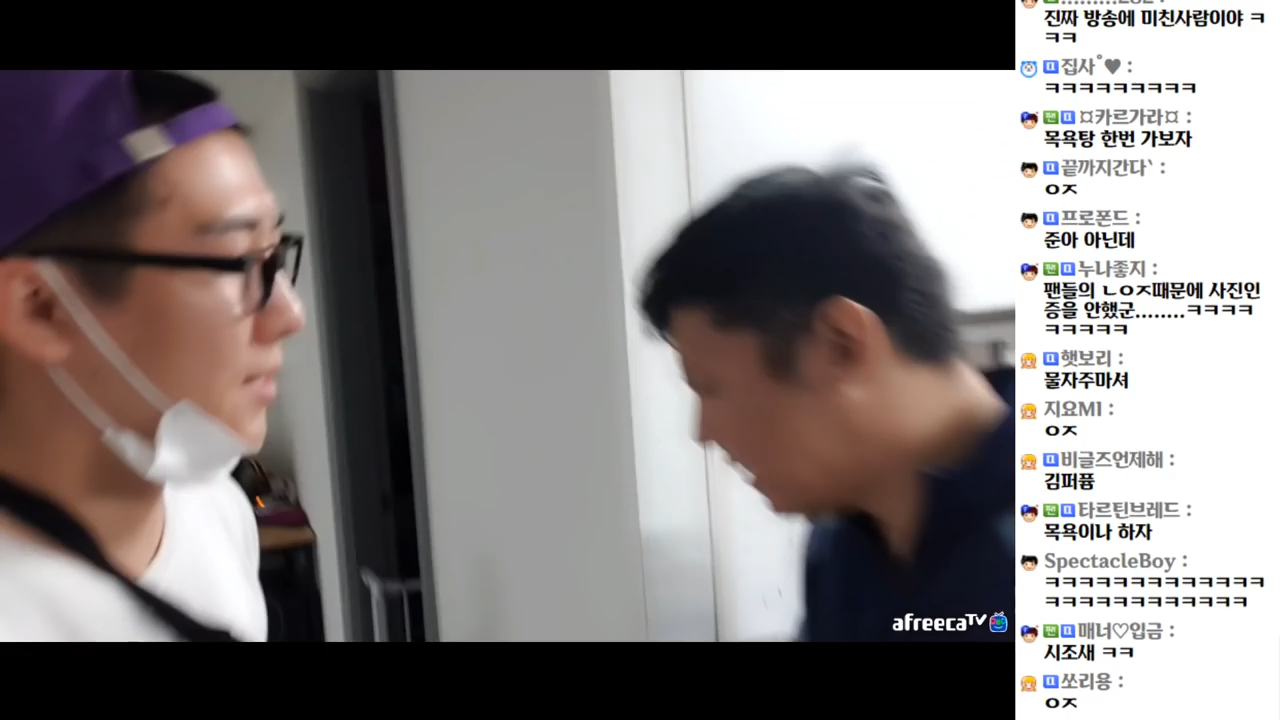 진짜 방송에 미친사람이야 ㅋ
ㅋㅋ
집사˚♥ :
ㅋㅋㅋㅋㅋㅋㅋㅋㅋ
¤카르가라¤ :
목욕탕 한번 가보자
끝까지간다` :
ㅇㅈ
프로폰드 :
준아 아닌데
누나좋지 :
팬들의 ㄴㅇㅈ때문에 사진인
증을 안했군........ㅋㅋㅋㅋ
ㅋㅋㅋㅋㅋ
햇보리 :
물자주마셔
지요M1 :
ㅇㅈ
비글즈언제해 :
김퍼퓸
타르틴브레드 :
목욕이나 하자
SpectacleBoy :
ㅋㅋㅋㅋㅋㅋㅋㅋㅋㅋㅋㅋㅋ
ㅋㅋㅋㅋㅋㅋㅋㅋㅋㅋㅋㅋ
매너♡입금 :
시조새 ㅋㅋ
쏘리용 :
ㅇㅈ
afreecaTV